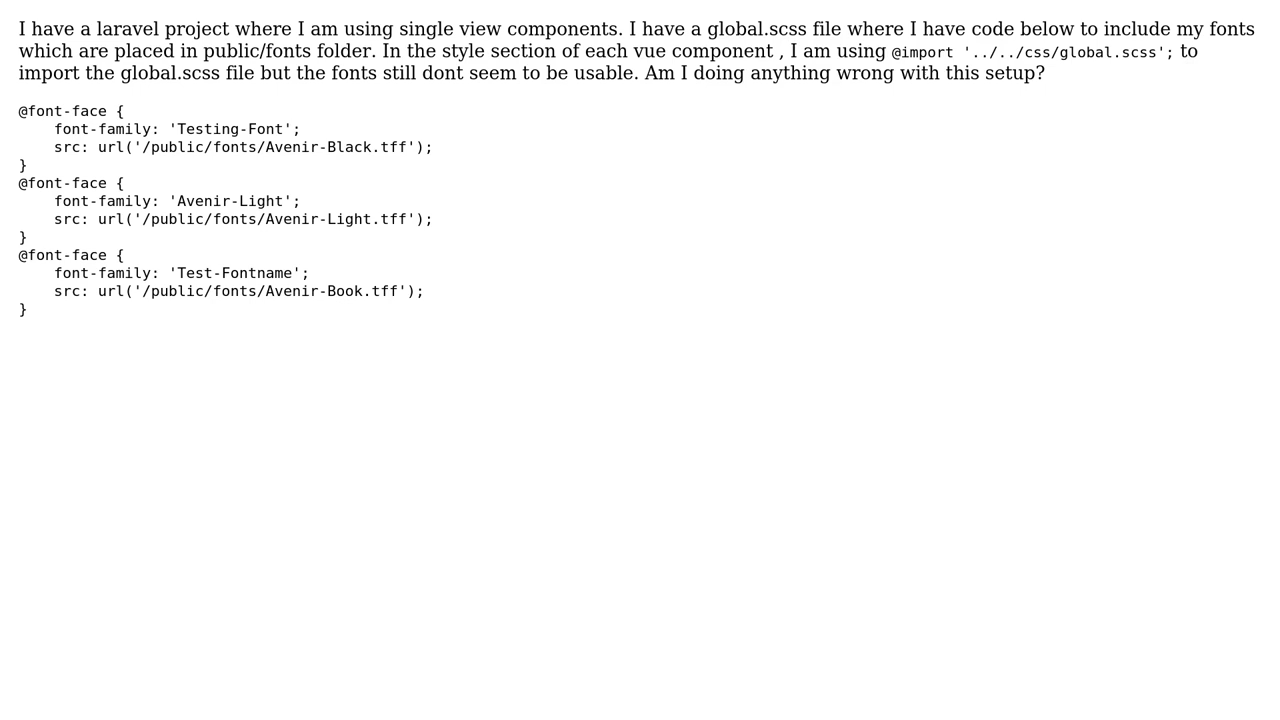 I have a laravel project where I am using single view components. I have a global.scss file where I have code below to include my fonts
which are placed in public/fonts folder. In the style section of each vue component , I am using @import '../../css/global.scss'; to
import the global.scss file but the fonts still dont seem to be usable. Am I doing anything wrong with this setup?
@font-face {
    font-family: 'Testing-Font';
    src: url('/public/fonts/Avenir-Black.tff');
}
@font-face {
    font-family: 'Avenir-Light';
    src: url('/public/fonts/Avenir-Light.tff');
}
@font-face {
    font-family: 'Test-Fontname';
    src: url('/public/fonts/Avenir-Book.tff');
}